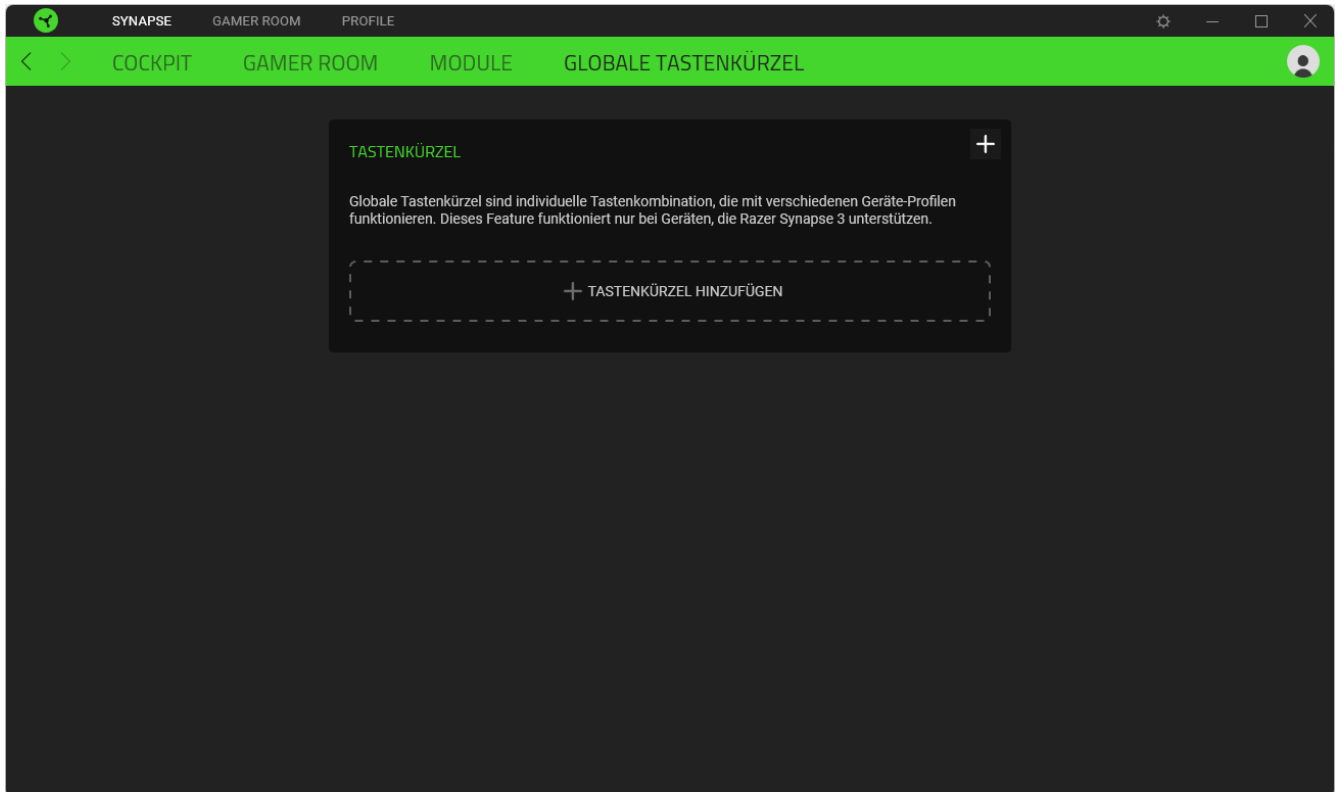 SYNAPSE GAMER ROOM PROFILE
COCKPIT GAMER ROOM MODULE GLOBALE TASTENKÜRZEL
TASTENKÜRZEL
Globale Tastenkürzel sind individuelle Tastenkombination, die mit verschiedenen Geräte-Profilen
funktionieren. Dieses Feature funktioniert nur bei Geräten, die Razer Synapse 3 unterstützen.
TASTENKÜRZEL HINZUFÜGEN